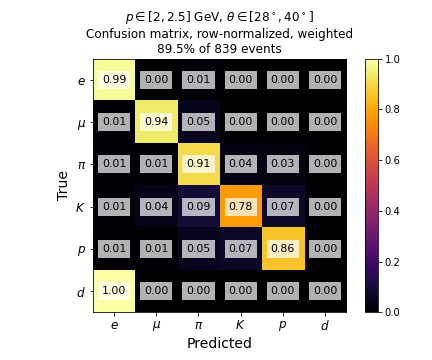 p ∈ [2, 2.5] GeV, θ ∈ [28°, 40°]
Confusion matrix, row-normalized, weighted
89.5% of 839 events
True
e 0.99 0.00 0.01 0.00 0.00 0.00
μ 0.01 0.94 0.05 0.00 0.00 0.00
π 0.01 0.01 0.91 0.04 0.03 0.00
K 0.01 0.04 0.09 0.78 0.07 0.00
p 0.01 0.01 0.05 0.07 0.86 0.00
d 1.00 0.00 0.00 0.00 0.00 0.00
e μ π K p d
Predicted
1.0
0.8
0.6
0.4
0.2
0.0